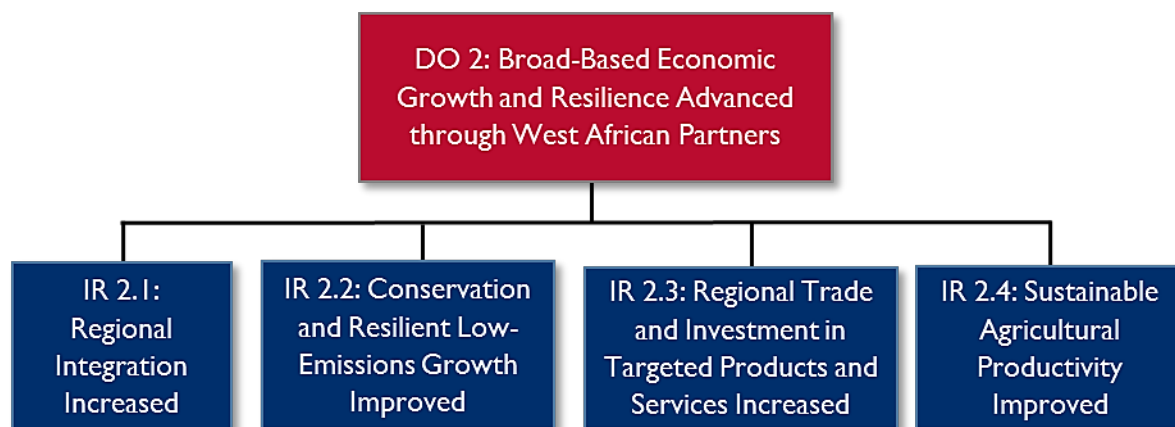 DO 2: Broad-Based Economic
Growth and Resilience Advanced
through West African Partners
IR 2.1:
Regional
Integration
Increased
IR 2.2: Conservation
and Resilient Low-
Emissions Growth
Improved
IR 2.3: Regional Trade
and Investment in
Targeted Products and
Services Increased
IR 2.4: Sustainable
Agricultural
Productivity
Improved